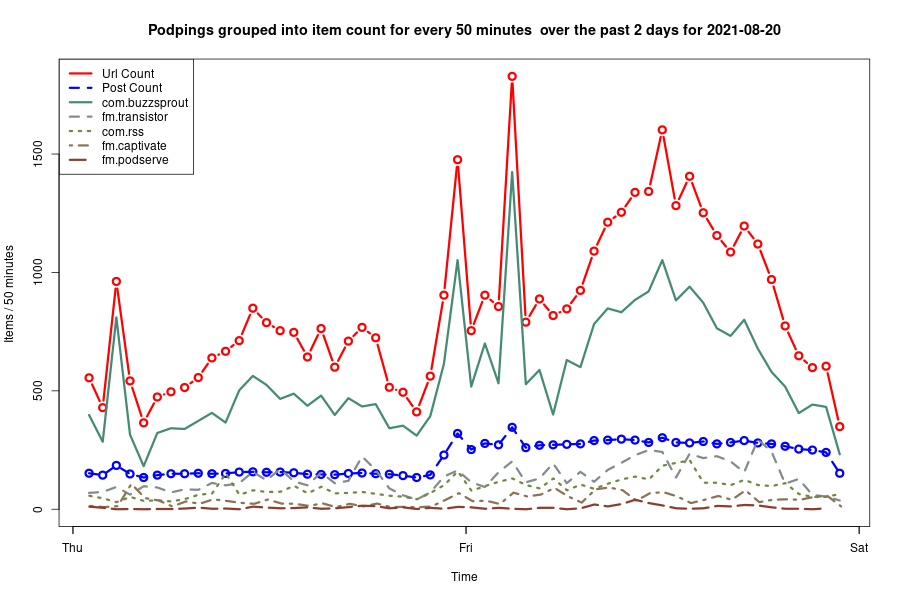 Podpings grouped into item count for every 50 minutes  over the past 2 days for 2021-08-20
Url Count
Post Count
com.buzzsprout
fm.transistor
com.rss
fm.captivate
fm.podserve
Items / 50 minutes
1500
1000
500
0
Thu
Fri
Sat
Time